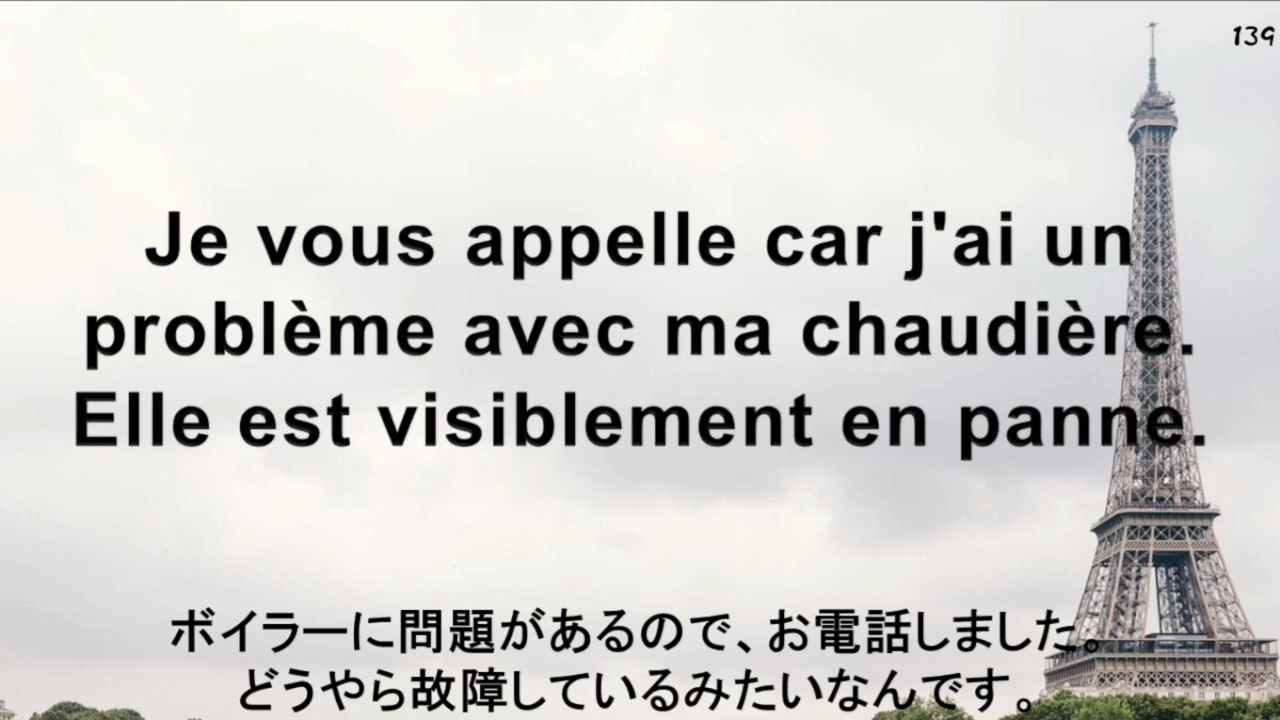 139
Je vous appelle car j'ai un
problème avec ma chaudière.
Elle est visiblement en panne.
ボイラーに問題があるので、お電話しました。
どうやら故障しているみたいなんです。